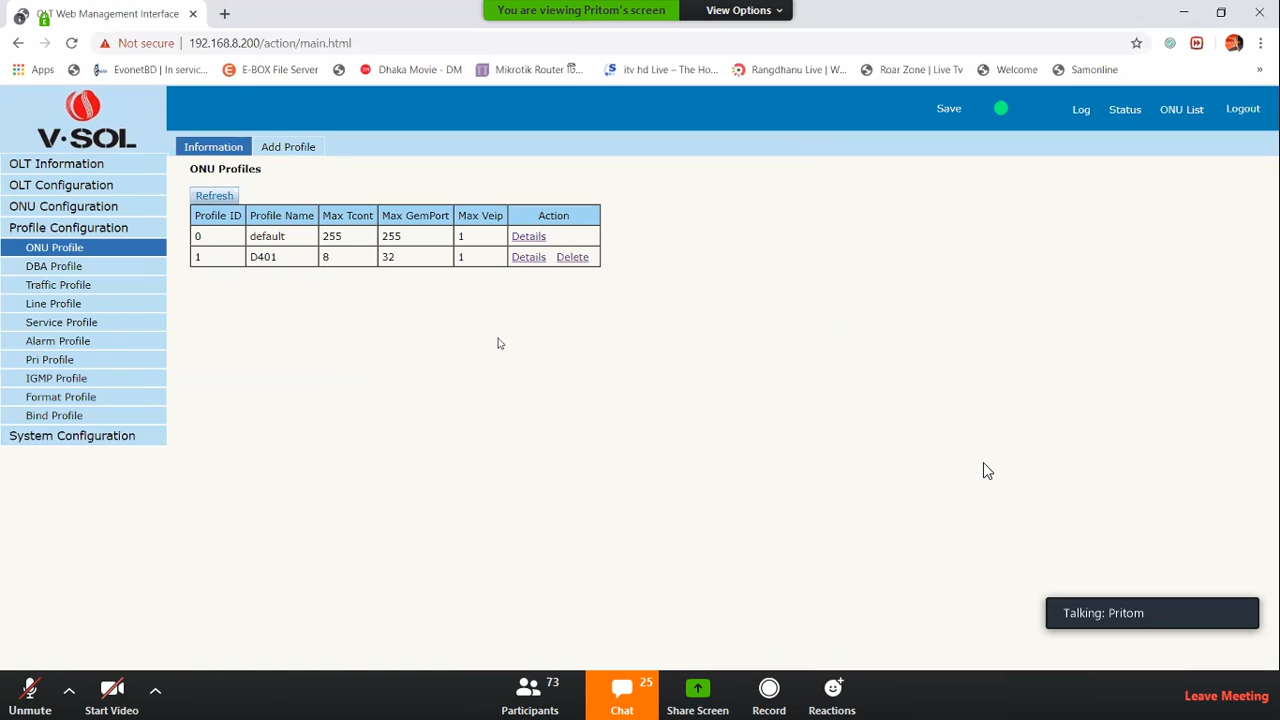 OLT Web Management Interface
You are viewing Pritom's screen
View Options
Not secure
192.168.8.200/action/main.html
Apps
EvonetBD | In servic...
E-BOX File Server
Dhaka Movie - DM
Mikrotik Router
itv hd Live – The Ho...
Rangdhanu Live | W...
Roar Zone | Live Tv
Welcome
Samonline
»
V·SOL
Save
Log
Status
ONU List
Logout
OLT Information
OLT Configuration
ONU Configuration
Profile Configuration
ONU Profile
DBA Profile
Traffic Profile
Line Profile
Service Profile
Alarm Profile
Pri Profile
IGMP Profile
Format Profile
Bind Profile
System Configuration
Information
Add Profile
ONU Profiles
Refresh
Profile ID Profile Name Max Tcont Max GemPort Max Veip Action
0 default 255 255 1 Details
1 D401 8 32 1 Details Delete
Talking: Pritom
Unmute
Start Video
73
Participants
25
Chat
Share Screen
Record
Reactions
Leave Meeting